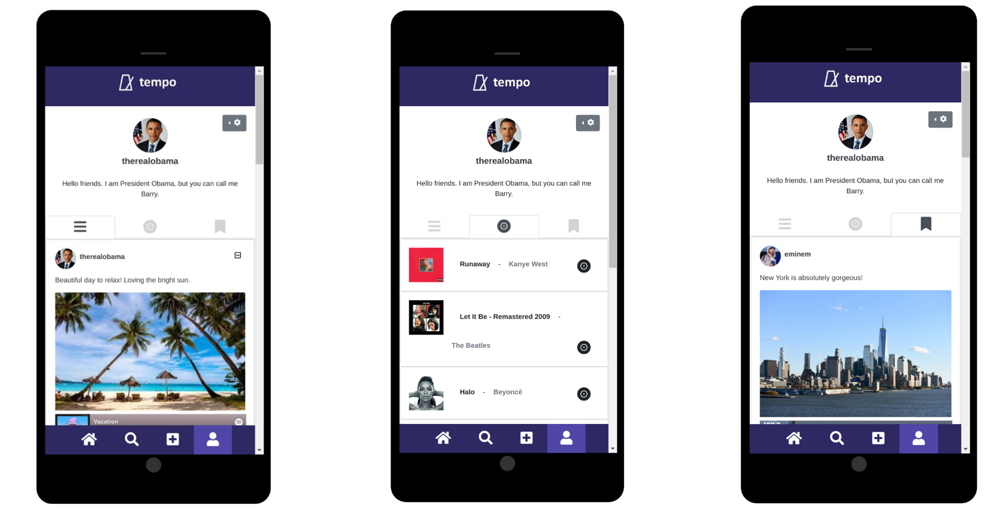 tempo
therealobama
Hello friends. I am President Obama, but you can call me
Barry.
therealobama
Beautiful day to relax! Loving the bright sun.
Vacation
tempo
therealobama
Hello friends. I am President Obama, but you can call me
Barry.
Runaway - Kanye West
Let It Be - Remastered 2009 -
The Beatles
Halo - Beyoncé
tempo
therealobama
Hello friends. I am President Obama, but you can call me
Barry.
eminem
New York is absolutely gorgeous!